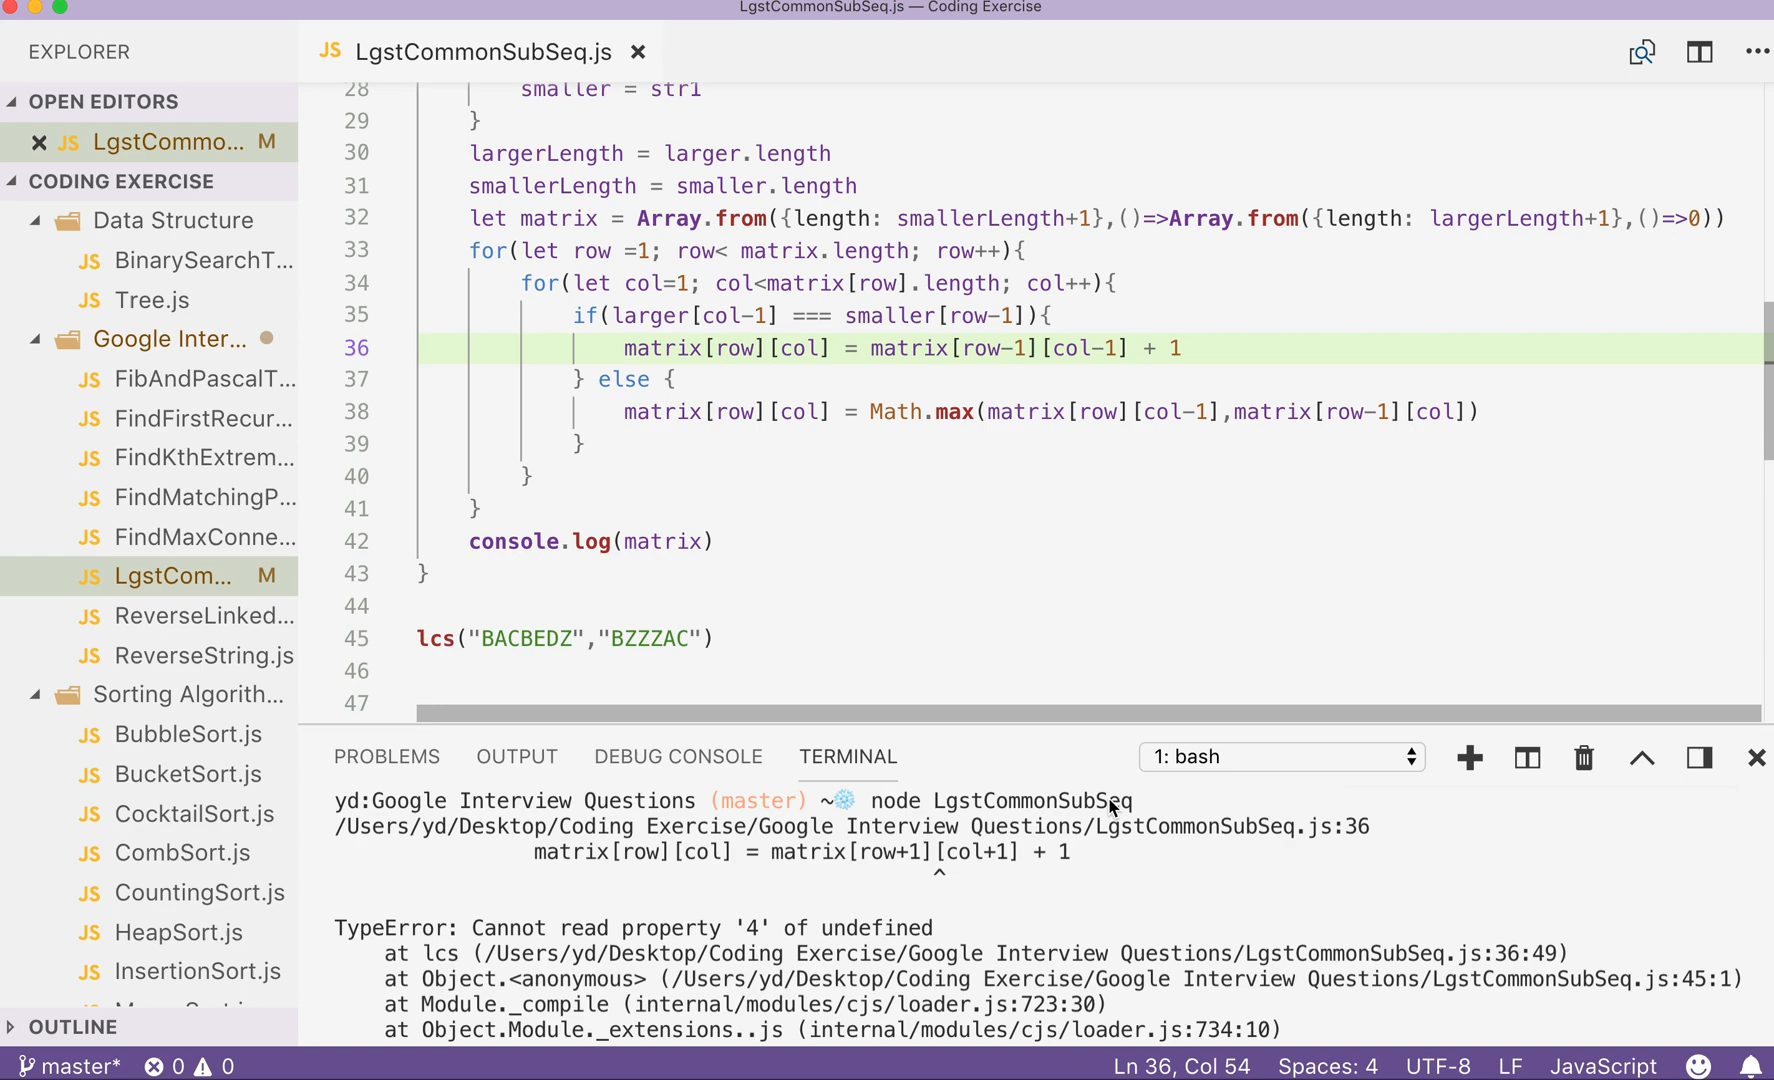 LgstCommonSubSeq.js — Coding Exercise
EXPLORER
OPEN EDITORS
JS LgstCommo... M
CODING EXERCISE
Data Structure
JS BinarySearchT...
JS Tree.js
Google Inter...
JS FibAndPascalT...
JS FindFirstRecur...
JS FindKthExtrem...
JS FindMatchingP...
JS FindMaxConne...
JS LgstCom... M
JS ReverseLinked...
JS ReverseString.js
Sorting Algorith...
JS BubbleSort.js
JS BucketSort.js
JS CocktailSort.js
JS CombSort.js
JS CountingSort.js
JS HeapSort.js
JS InsertionSort.js
OUTLINE
JS LgstCommonSubSeq.js
28 smaller = str1
29 }
30 largerLength = larger.length
31 smallerLength = smaller.length
32 let matrix = Array.from({length: smallerLength+1},()=>Array.from({length: largerLength+1},()=>0))
33 for(let row =1; row< matrix.length; row++){
34 for(let col=1; col<matrix[row].length; col++){
35 if(larger[col-1] === smaller[row-1]){
36 matrix[row][col] = matrix[row-1][col-1] + 1
37 } else {
38 matrix[row][col] = Math.max(matrix[row][col-1],matrix[row-1][col])
39 }
40 }
41 }
42 console.log(matrix)
43 }
44
45 lcs("BACBEDZ","BZZZAC")
46
47
PROBLEMS OUTPUT DEBUG CONSOLE TERMINAL 1: bash
yd:Google Interview Questions (master) ~❄️ node LgstCommonSubSeq
/Users/yd/Desktop/Coding Exercise/Google Interview Questions/LgstCommonSubSeq.js:36
matrix[row][col] = matrix[row+1][col+1] + 1
^
TypeError: Cannot read property '4' of undefined
at lcs (/Users/yd/Desktop/Coding Exercise/Google Interview Questions/LgstCommonSubSeq.js:36:49)
at Object.<anonymous> (/Users/yd/Desktop/Coding Exercise/Google Interview Questions/LgstCommonSubSeq.js:45:1)
at Module._compile (internal/modules/cjs/loader.js:723:30)
at Object.Module._extensions..js (internal/modules/cjs/loader.js:734:10)
master* 0 0 Ln 36, Col 54 Spaces: 4 UTF-8 LF JavaScript